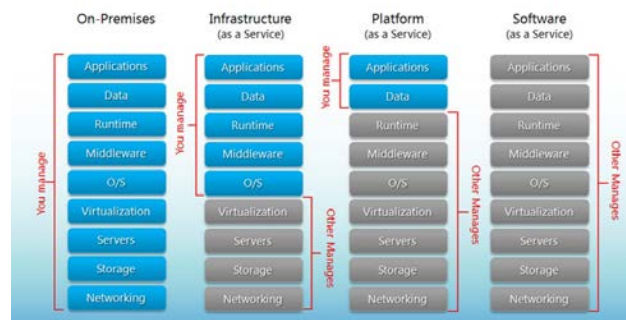 On-Premises
You manage
Applications
Data
Runtime
Middleware
O/S
Virtualization
Servers
Storage
Networking
Infrastructure
(as a Service)
You manage
Applications
Data
Runtime
Middleware
O/S
Virtualization
Servers
Storage
Networking
Other Manages
Platform
(as a Service)
You manage
Applications
Data
Runtime
Middleware
O/S
Virtualization
Servers
Storage
Networking
Other Manages
Software
(as a Service)
Applications
Data
Runtime
Middleware
O/S
Virtualization
Servers
Storage
Networking
Other Manages